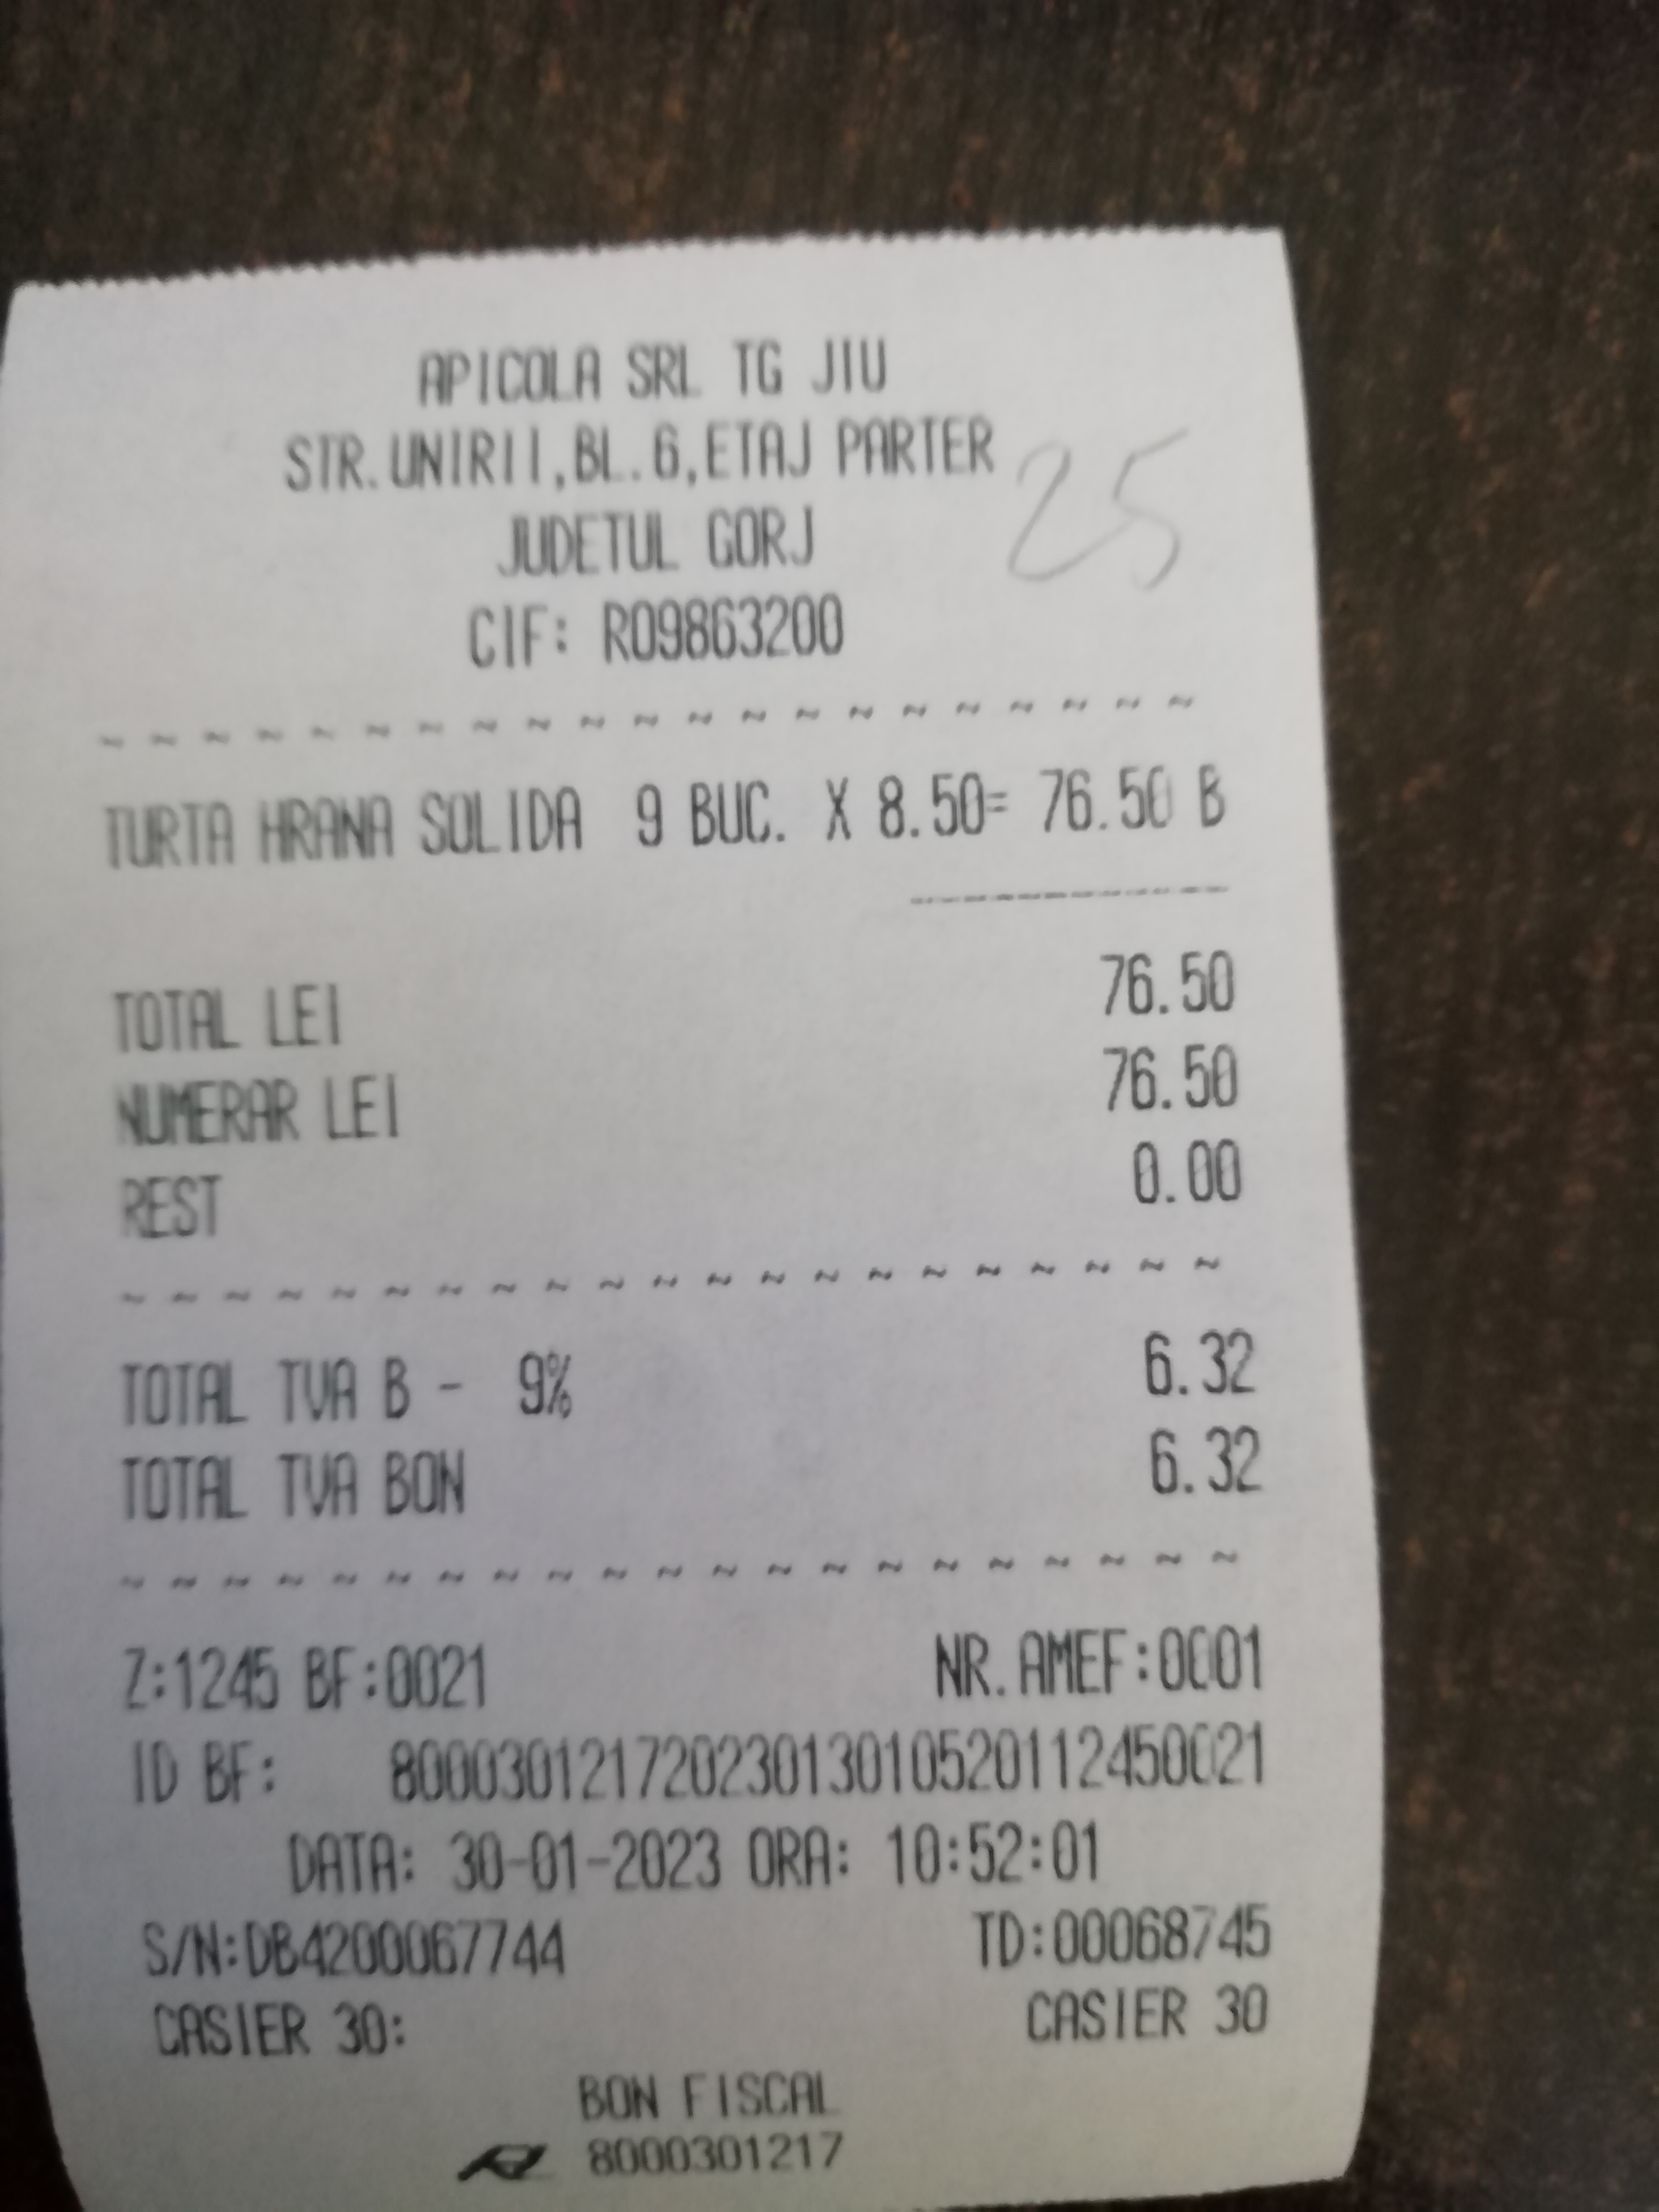 APICOLA SRL TG JIU
STR.UNIRII,BL.6,ETAJ PARTER
25
JUDETUL GORJ
CIF: RO9863200
~ ~ ~ ~ ~ ~ ~ ~ ~ ~ ~ ~ ~ ~ ~ ~ ~ ~ ~ ~ ~
TURTA HRANA SOLIDA 9 BUC. X 8.50= 76.50 B
------------
TOTAL LEI 76.50
NUMERAR LEI 76.50
REST 0.00
~ ~ ~ ~ ~ ~ ~ ~ ~ ~ ~ ~ ~ ~ ~ ~ ~ ~ ~ ~ ~
TOTAL TVA B - 9% 6.32
TOTAL TVA BON 6.32
~ ~ ~ ~ ~ ~ ~ ~ ~ ~ ~ ~ ~ ~ ~ ~ ~ ~ ~ ~ ~
Z:1245 BF:0021 NR.AMEF:0001
ID BF: 80003012172023013010520112450021
DATA: 30-01-2023 ORA: 10:52:01
S/N:DB4200067744 TD:00068745
CASIER 30: CASIER 30
BON FISCAL
8000301217